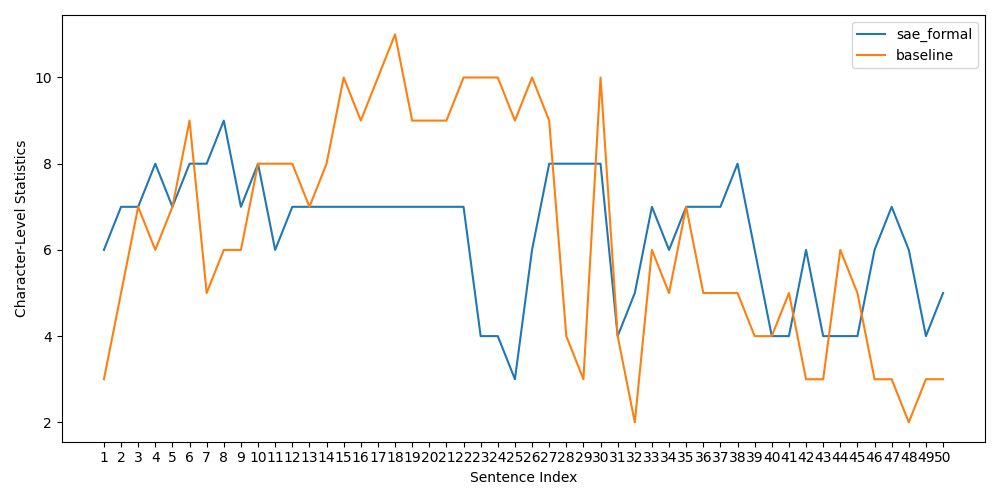 sae_formal
baseline
Character-Level Statistics
10
8
6
4
2
1 2 3 4 5 6 7 8 9 10 11 12 13 14 15 16 17 18 19 20 21 22 23 24 25 26 27 28 29 30 31 32 33 34 35 36 37 38 39 40 41 42 43 44 45 46 47 48 49 50
Sentence Index